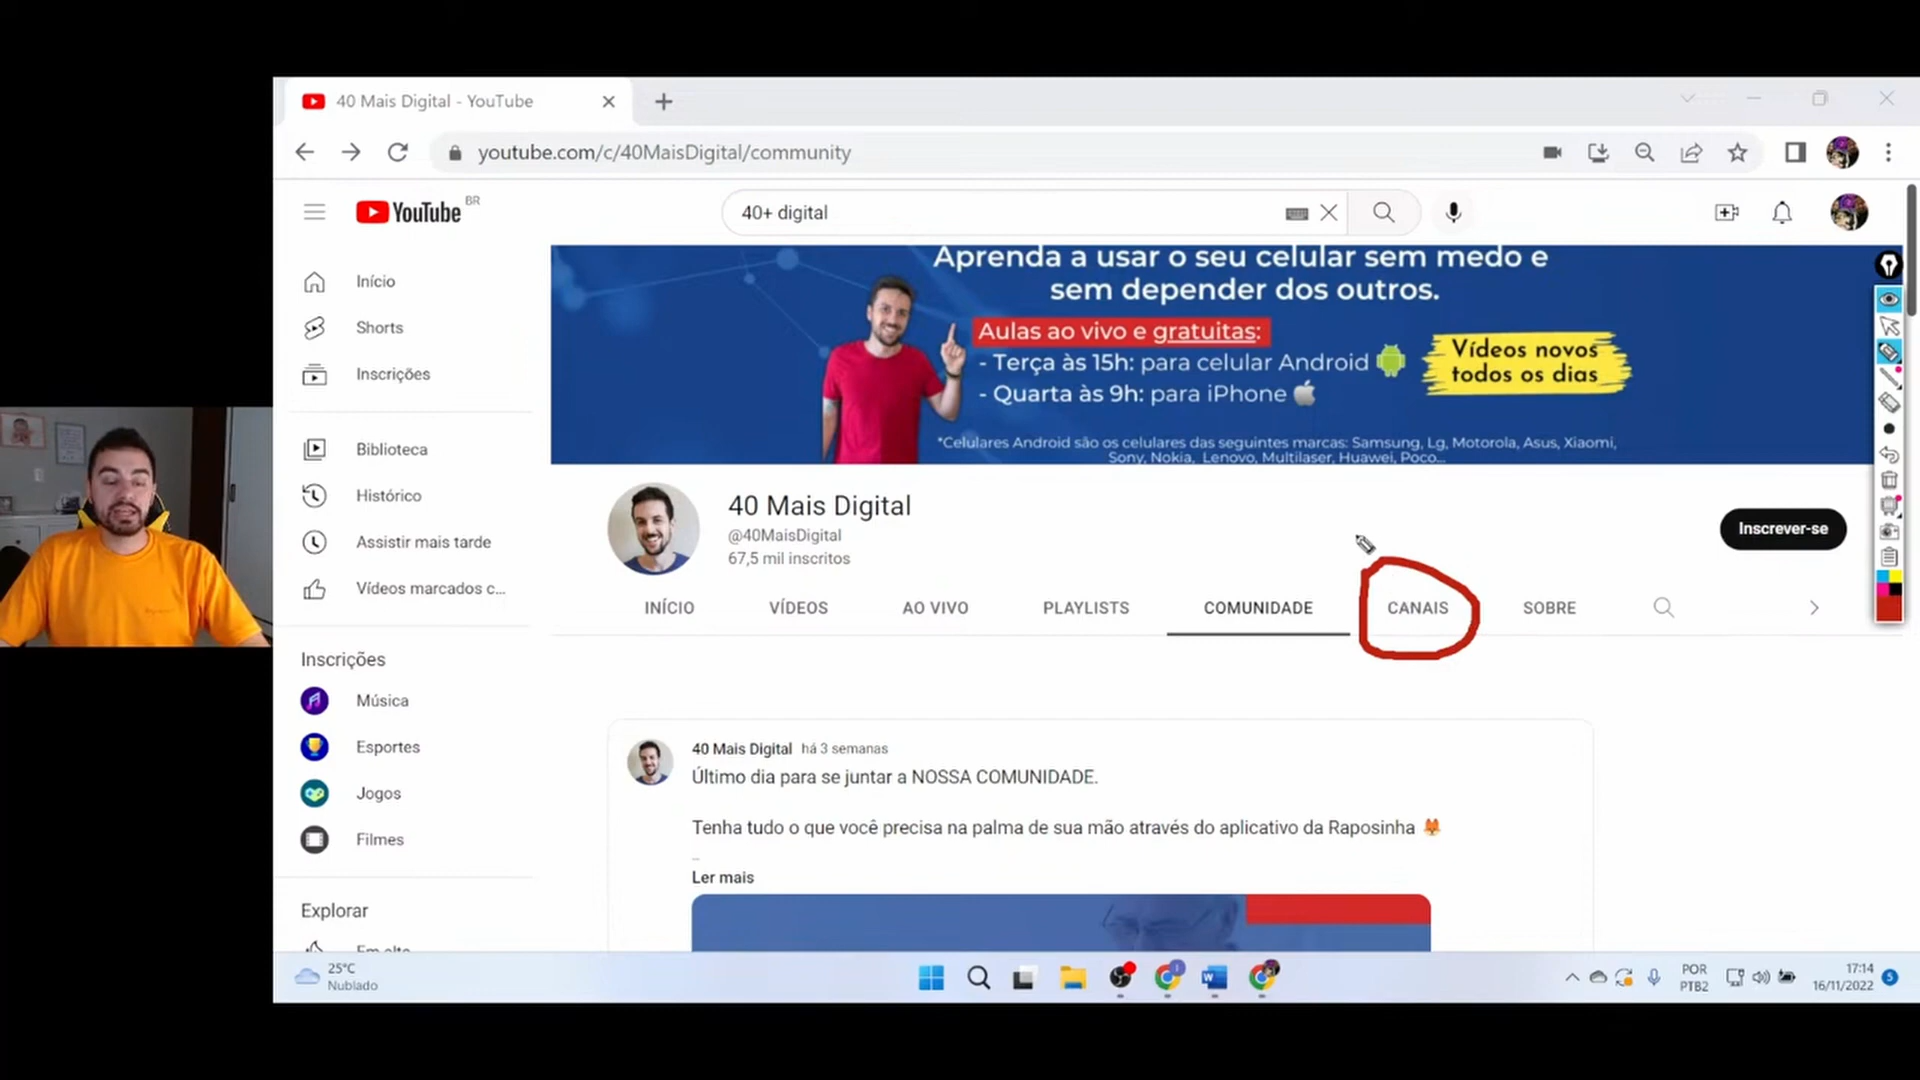 40 Mais Digital - YouTube
youtube.com/c/40MaisDigital/community
YouTube BR
40+ digital
Início
Shorts
Inscrições
Biblioteca
Histórico
Assistir mais tarde
Vídeos marcados c...
Inscrições
Música
Esportes
Jogos
Filmes
Explorar
Aprenda a usar o seu celular sem medo e
sem depender dos outros.
Aulas ao vivo e gratuitas:
- Terça às 15h: para celular Android
- Quarta às 9h: para iPhone
Vídeos novos
todos os dias
*Celulares Android são os celulares das seguintes marcas: Samsung, Lg, Motorola, Asus, Xiaomi,
Sony, Nokia, Lenovo, Multilaser, Huawei, Poco...
40 Mais Digital
@40MaisDigital
67,5 mil inscritos
Inscrever-se
INÍCIO VÍDEOS AO VIVO PLAYLISTS COMUNIDADE CANAIS SOBRE
40 Mais Digital há 3 semanas
Último dia para se juntar a NOSSA COMUNIDADE.
Tenha tudo o que você precisa na palma de sua mão através do aplicativo da Raposinha 🦊
_
Ler mais
25°C
Nublado
POR
PTB2
17:14
16/11/2022
5